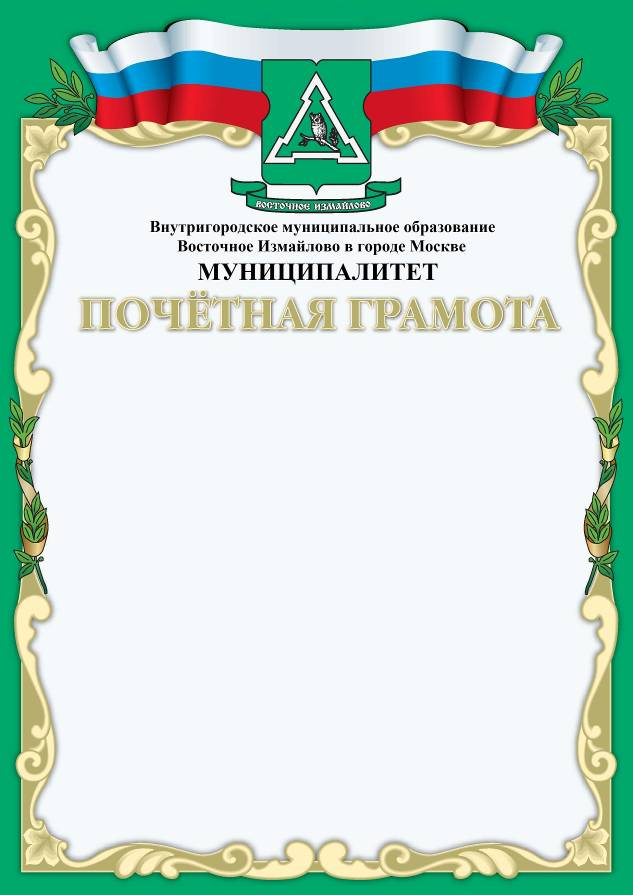 ВОСТОЧНОЕ ИЗМАЙЛОВО
Внутригородское муниципальное образование
Восточное Измайлово в городе Москве
МУНИЦИПАЛИТЕТ
ПОЧЁТНАЯ ГРАМОТА